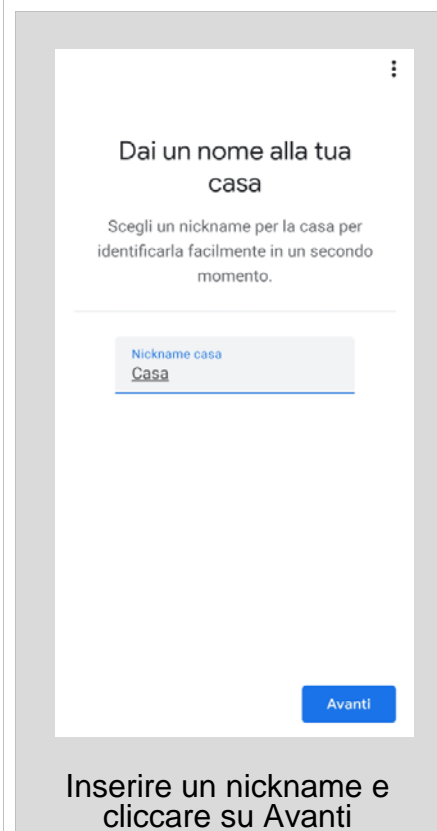 Dai un nome alla tua
casa
Scegli un nickname per la casa per
identificarla facilmente in un secondo
momento.
Nickname casa
Casa
Avanti
Inserire un nickname e
cliccare su Avanti